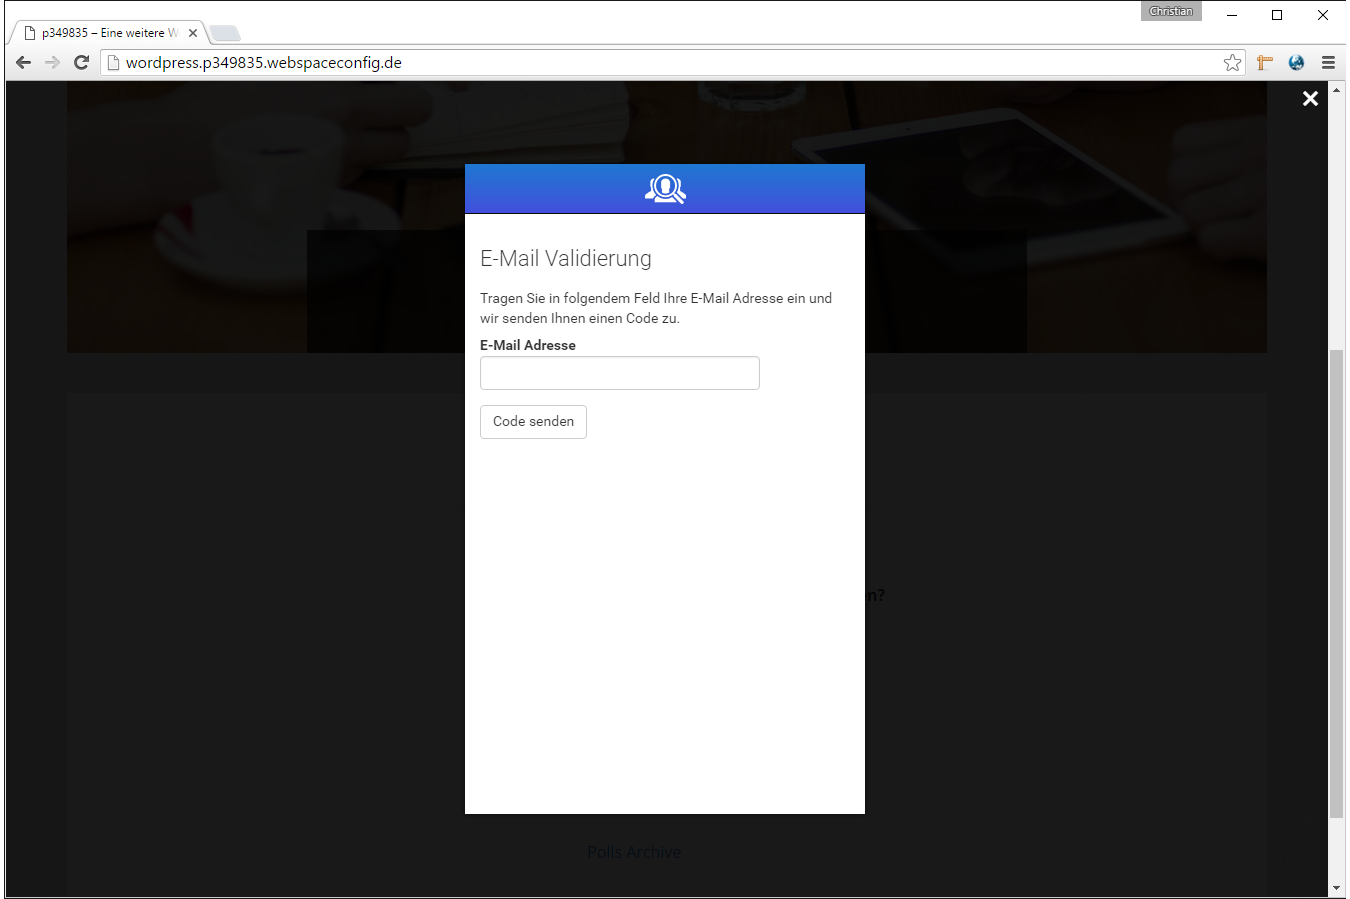 Christian
p349835 – Eine weitere W
wordpress.p349835.webspaceconfig.de
E-Mail Validierung
Tragen Sie in folgendem Feld Ihre E-Mail Adresse ein und
wir senden Ihnen einen Code zu.
E-Mail Adresse
Code senden
en?
Polls Archive